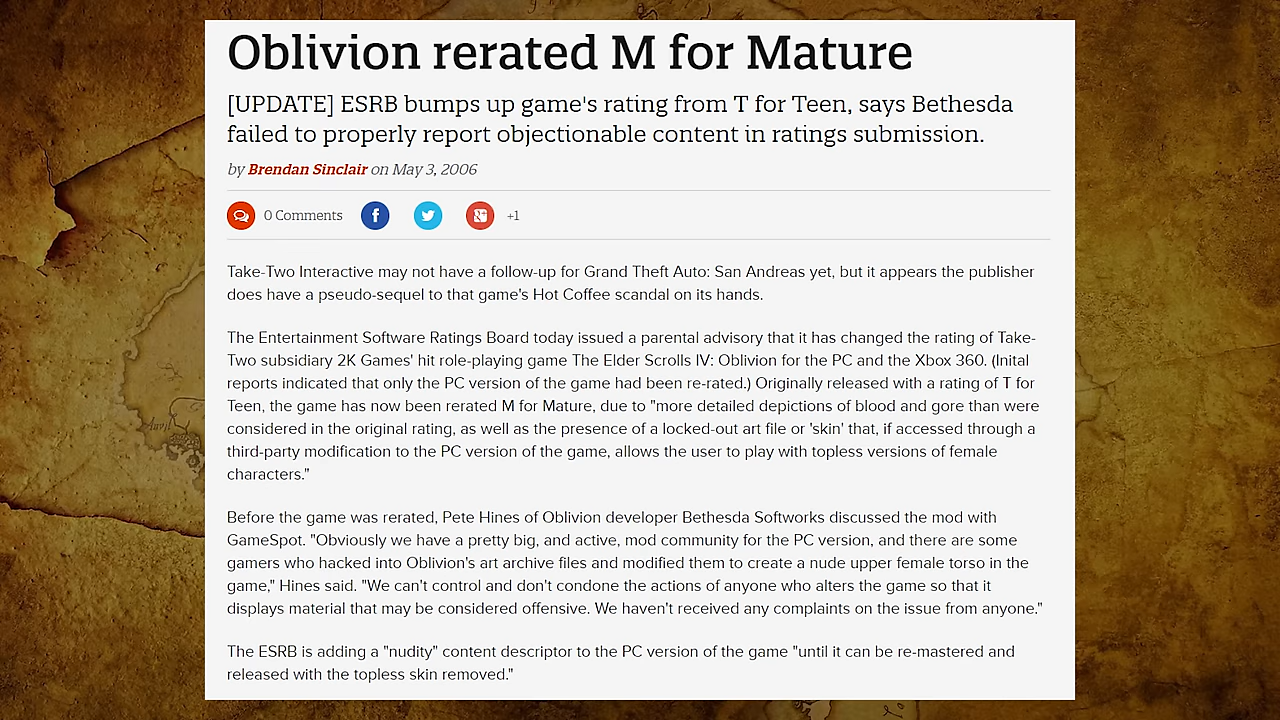 Oblivion rerated M for Mature
[UPDATE] ESRB bumps up game's rating from T for Teen, says Bethesda
failed to properly report objectionable content in ratings submission.
by Brendan Sinclair on May 3, 2006
0 Comments f g+ +1
Take-Two Interactive may not have a follow-up for Grand Theft Auto: San Andreas yet, but it appears the publisher
does have a pseudo-sequel to that game's Hot Coffee scandal on its hands.
The Entertainment Software Ratings Board today issued a parental advisory that it has changed the rating of Take-
Two subsidiary 2K Games' hit role-playing game The Elder Scrolls IV: Oblivion for the PC and the Xbox 360. (Inital
reports indicated that only the PC version of the game had been re-rated.) Originally released with a rating of T for
Teen, the game has now been rerated M for Mature, due to "more detailed depictions of blood and gore than were
considered in the original rating, as well as the presence of a locked-out art file or 'skin' that, if accessed through a
third-party modification to the PC version of the game, allows the user to play with topless versions of female
characters."
Before the game was rerated, Pete Hines of Oblivion developer Bethesda Softworks discussed the mod with
GameSpot. "Obviously we have a pretty big, and active, mod community for the PC version, and there are some
gamers who hacked into Oblivion's art archive files and modified them to create a nude upper female torso in the
game," Hines said. "We can't control and don't condone the actions of anyone who alters the game so that it
displays material that may be considered offensive. We haven't received any complaints on the issue from anyone."
The ESRB is adding a "nudity" content descriptor to the PC version of the game "until it can be re-mastered and
released with the topless skin removed."